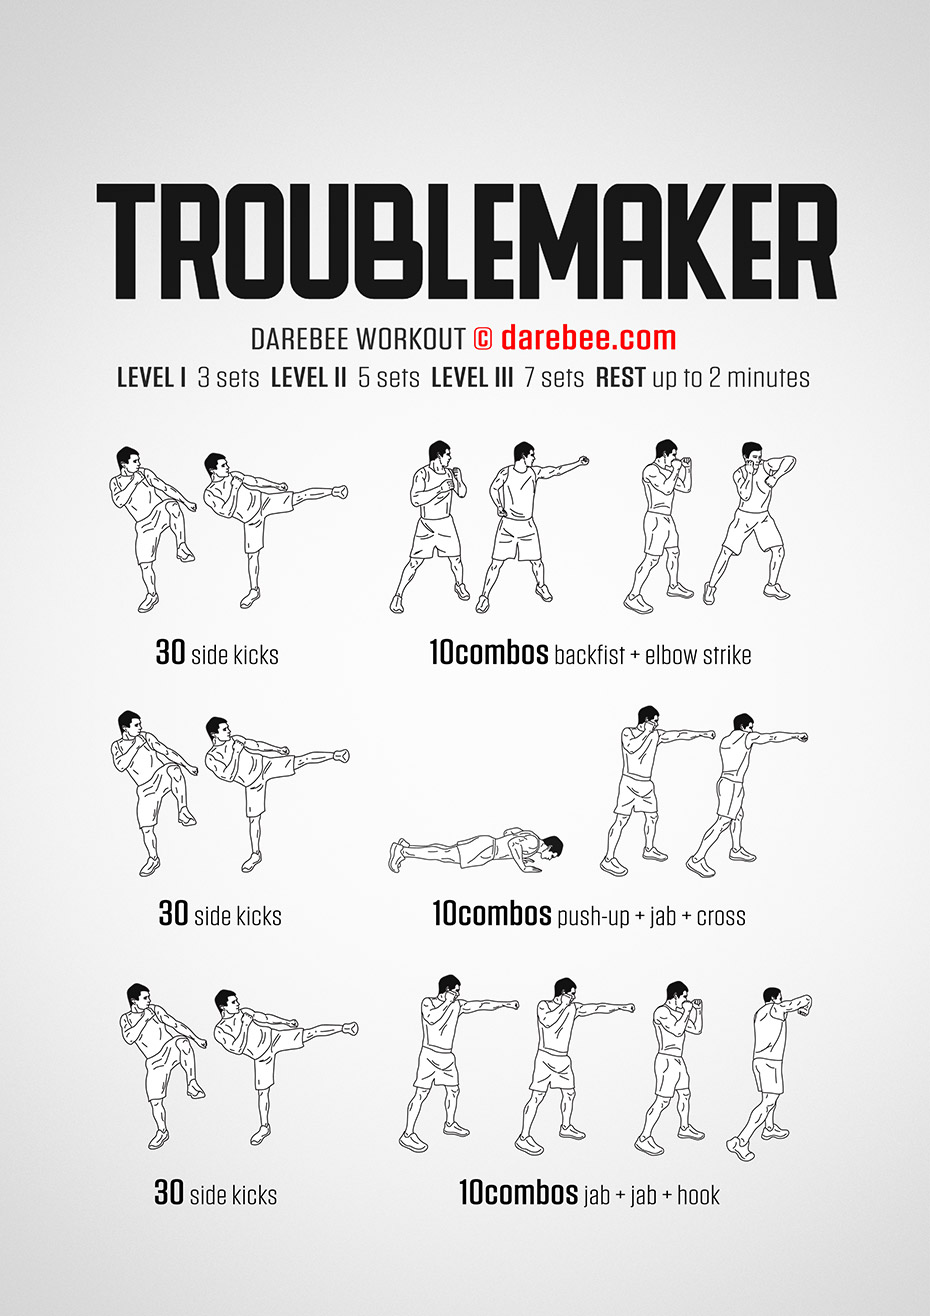 TROUBLEMAKER
DAREBEE WORKOUT © darebee.com
LEVEL I 3 sets LEVEL II 5 sets LEVEL III 7 sets REST up to 2 minutes
30 side kicks
10combos backfist + elbow strike
30 side kicks
10combos push-up + jab + cross
30 side kicks
10combos jab + jab + hook